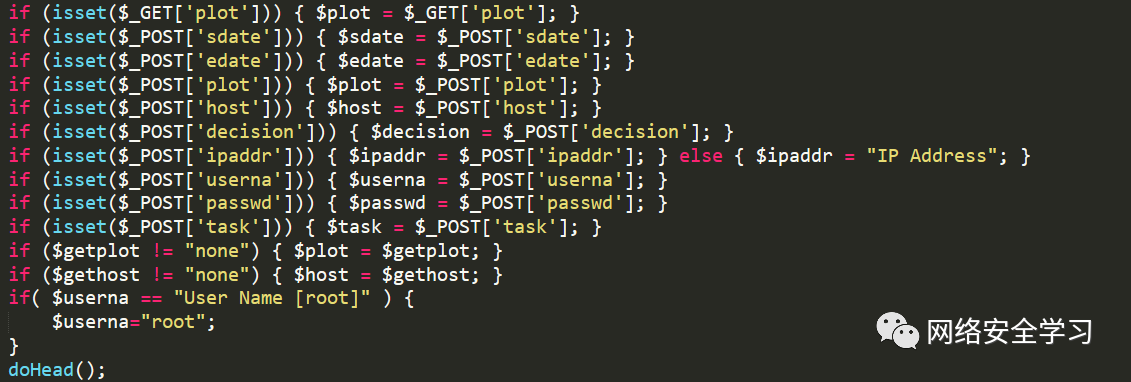 if (isset($_GET['plot'])) { $plot = $_GET['plot']; }
if (isset($_POST['sdate'])) { $sdate = $_POST['sdate']; }
if (isset($_POST['edate'])) { $edate = $_POST['edate']; }
if (isset($_POST['plot'])) { $plot = $_POST['plot']; }
if (isset($_POST['host'])) { $host = $_POST['host']; }
if (isset($_POST['decision'])) { $decision = $_POST['decision']; }
if (isset($_POST['ipaddr'])) { $ipaddr = $_POST['ipaddr']; } else { $ipaddr = "IP Address"; }
if (isset($_POST['userna'])) { $userna = $_POST['userna']; }
if (isset($_POST['passwd'])) { $passwd = $_POST['passwd']; }
if (isset($_POST['task'])) { $task = $_POST['task']; }
if ($getplot != "none") { $plot = $getplot; }
if ($gethost != "none") { $host = $gethost; }
if( $userna == "User Name [root]" ) {
    $userna="root";
}
doHead();
网络安全学习